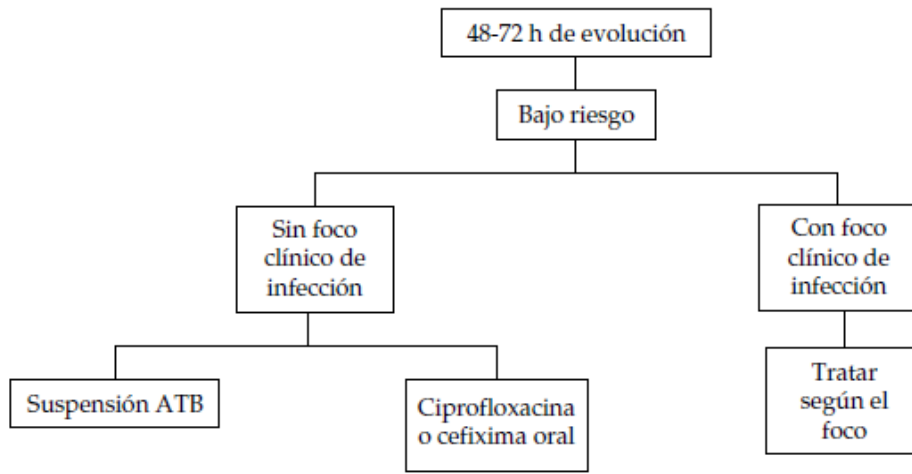 48-72 h de evolución
Bajo riesgo
Sin foco
clínico de
infección
Con foco
clínico de
infección
Suspensión ATB
Ciprofloxacina
o cefixima oral
Tratar
según el
foco